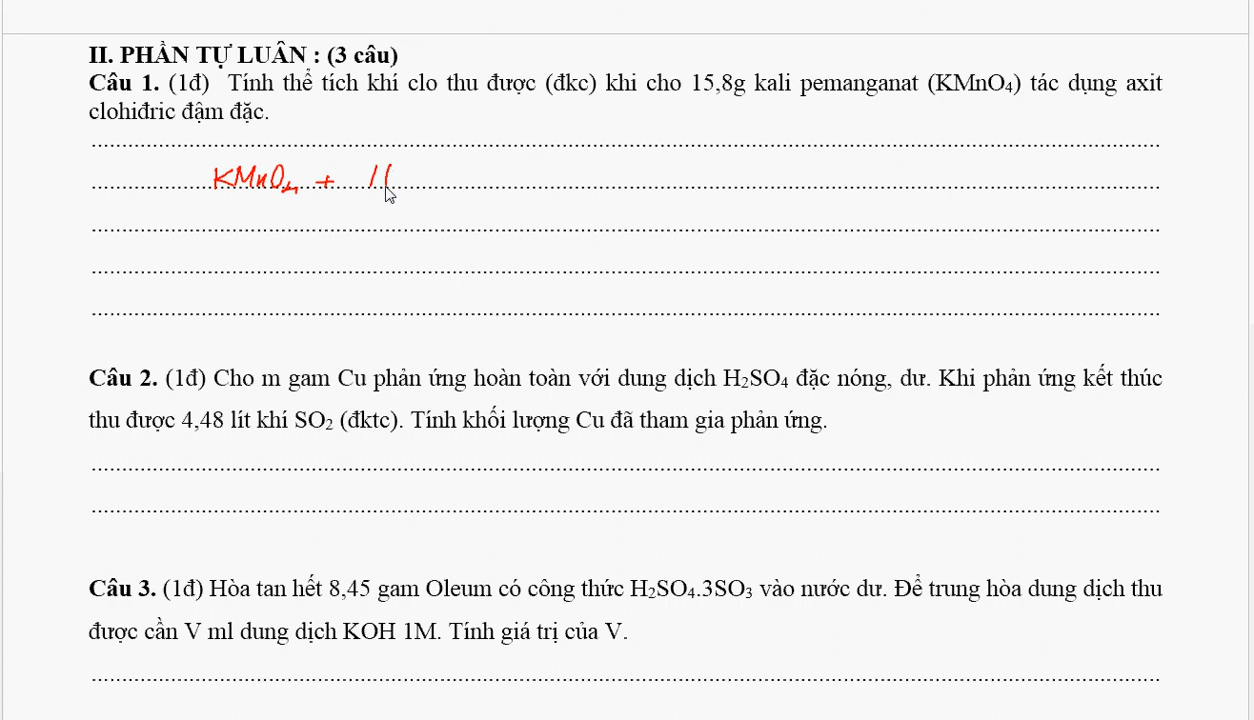 II. PHẦN TỰ LUẬN : (3 câu)
Câu 1. (1đ) Tính thể tích khí clo thu được (đkc) khi cho 15,8g kali pemanganat (KMnO₄) tác dụng axit
clohiđric đậm đặc.
KMnO₄ +
Câu 2. (1đ) Cho m gam Cu phản ứng hoàn toàn với dung dịch H₂SO₄ đặc nóng, dư. Khi phản ứng kết thúc
thu được 4,48 lít khí SO₂ (đktc). Tính khối lượng Cu đã tham gia phản ứng.
Câu 3. (1đ) Hòa tan hết 8,45 gam Oleum có công thức H₂SO₄.3SO₃ vào nước dư. Để trung hòa dung dịch thu
được cần V ml dung dịch KOH 1M. Tính giá trị của V.